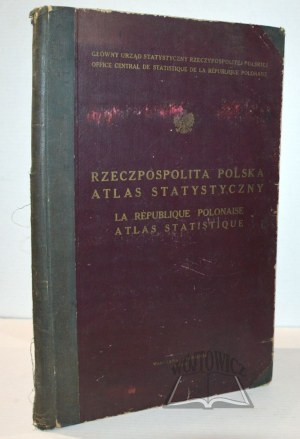 GŁÓWNY URZĄD STATYSTYCZNY RZECZYPOSPOLITEJ POLSKIEJ
OFFICE CENTRAL DE STATISTIQUE DE LA RÉPUBLIQUE POLONAISE
RZECZPOSPOLITA POLSKA
ATLAS STATYSTYCZNY
LA RÉPUBLIQUE POLONAISE
ATLAS STATISTIQUE
WÓJTOWICZ